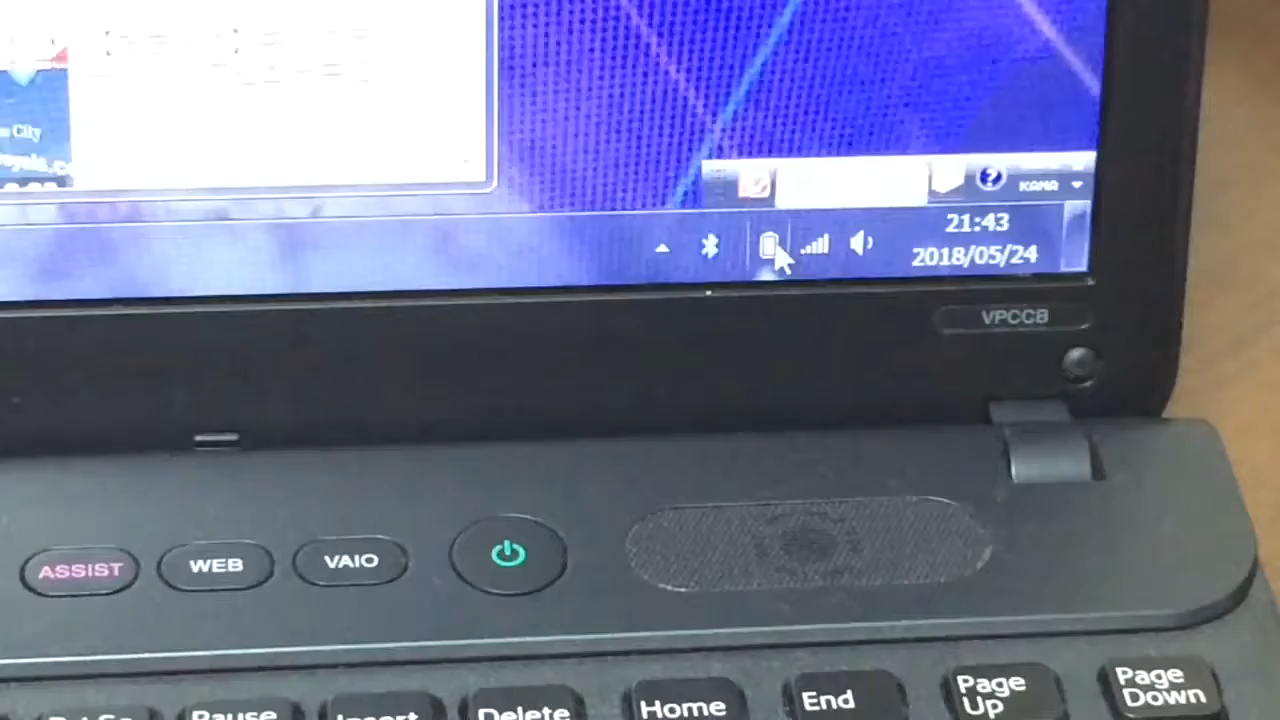 City
KANA
21:43
2018/05/24
VPCCB
ASSIST
WEB
VAIO
Pause
Insert
Delete
Home
End
Page
Up
Page
Down